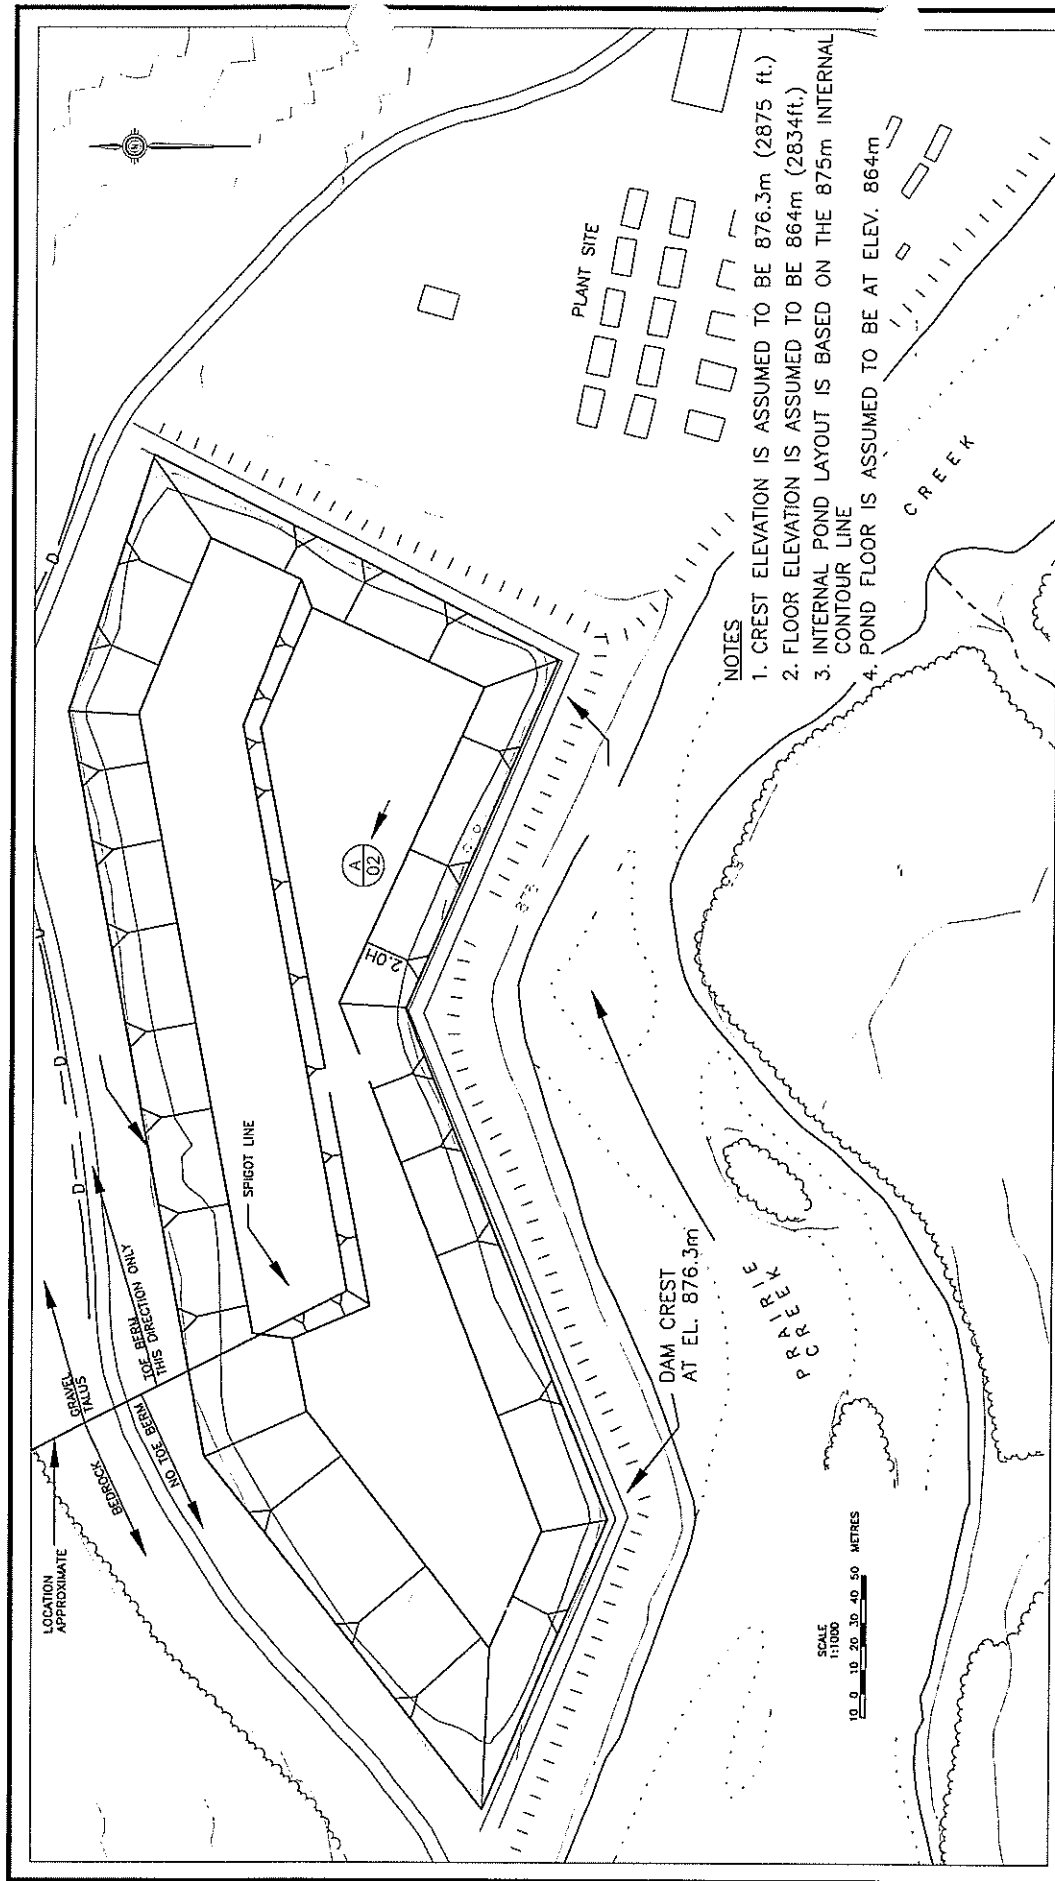 LOCATION
APPROXIMATE
GRAVEL
TALUS
BEDROCK
NO TOE BERM
TOE BERM
THIS DIRECTION ONLY
D
D
D
D
SPIGOT LINE
2.0H
A
02
875
PLANT SITE
N
DAM CREST
AT EL. 876.3m
PRAIRIE
CREEK
CREEK
SCALE
1:1000
10 0 10 20 30 40 50 METRES
NOTES
1. CREST ELEVATION IS ASSUMED TO BE 876.3m (2875 ft.)
2. FLOOR ELEVATION IS ASSUMED TO BE 864m (2834ft.)
3. INTERNAL POND LAYOUT IS BASED ON THE 875m INTERNAL
CONTOUR LINE
4. POND FLOOR IS ASSUMED TO BE AT ELEV. 864m